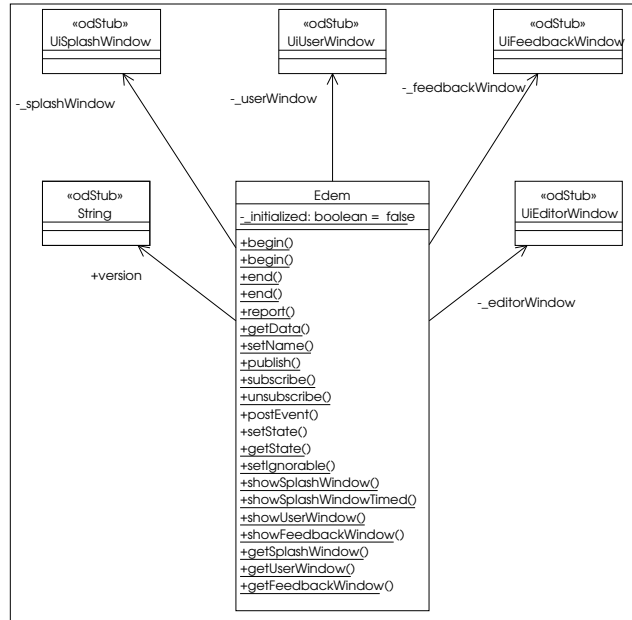 «odStub»
UiSplashWindow
«odStub»
UiUserWindow
«odStub»
UiFeedbackWindow
-_splashWindow
-_userWindow
-_feedbackWindow
«odStub»
String
Edem
-_initialized: boolean = false
«odStub»
UiEditorWindow
+version
-_editorWindow
+begin()
+begin()
+end()
+end()
+report()
+getData()
+setName()
+publish()
+subscribe()
+unsubscribe()
+postEvent()
+setState()
+getState()
+setIgnorable()
+showSplashWindow()
+showSplashWindowTimed()
+showUserWindow()
+showFeedbackWindow()
+getSplashWindow()
+getUserWindow()
+getFeedbackWindow()